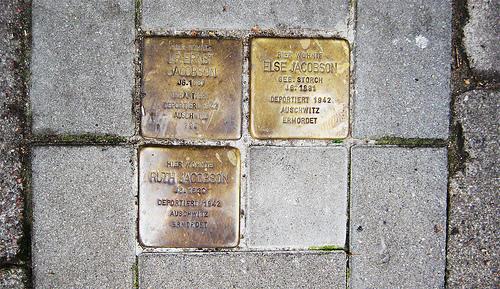 HIER WOHNTE
JACOBSON
DEPORTIERT 1942
AUSCHWITZ
HIER WOHNTE
ELSE JACOBSON
GEB. STORCH
JG. 1881
DEPORTIERT 1942
AUSCHWITZ
ERMORDET
HIER WOHNTE
RUTH JACOBSON
JG. 1920
DEPORTIERT 1942
AUSCHWITZ
ERMORDET